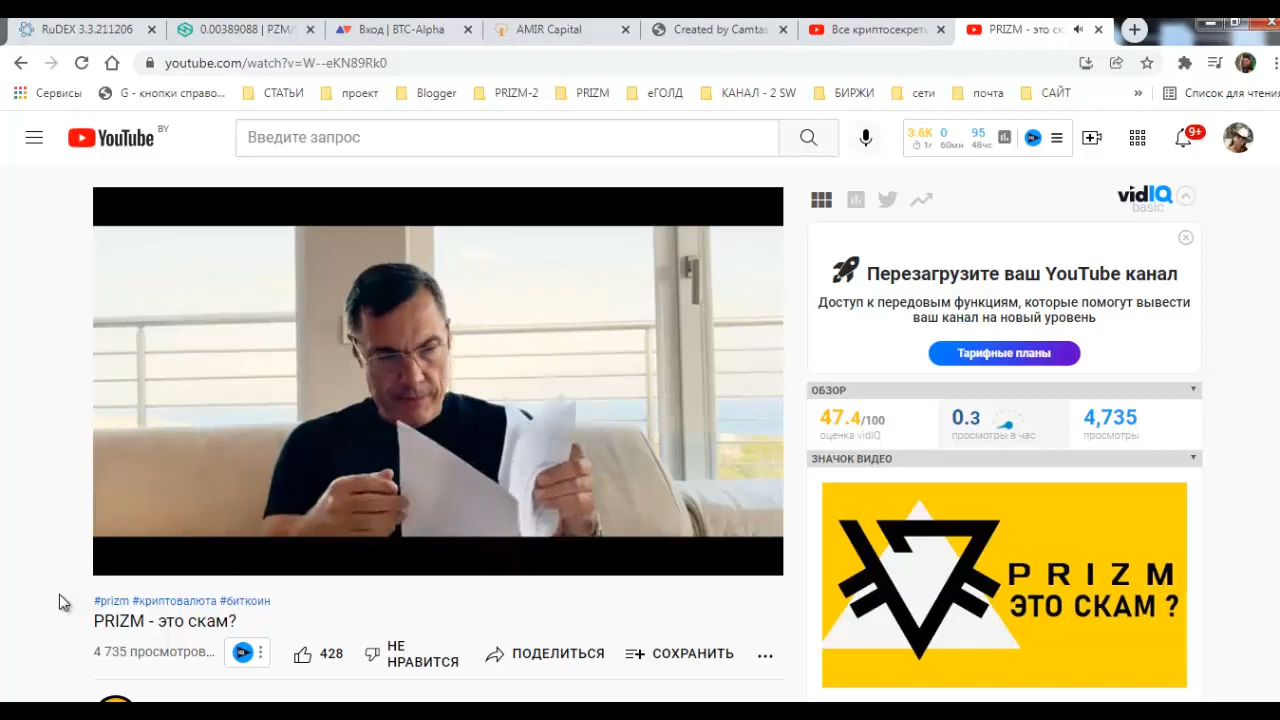 RuDEX 3.3.211206
0.00389088 | PZM/
Вход | BTC-Alpha
AMIR Capital
Created by Camtas
Все криптосекрет
PRIZM - это ск
youtube.com/watch?v=W--eKN89Rk0
Сервисы
G - кнопки справо...
СТАТЬИ
проект
Blogger
PRIZM-2
PRIZM
еГОЛД
КАНАЛ - 2 SW
БИРЖИ
сети
почта
САЙТ
»
Список для чтения
YouTube BY
Введите запрос
3.6K 0 95
1г 60мн 48чс
9+
vidIQ
basic
Перезагрузите ваш YouTube канал
Доступ к передовым функциям, которые помогут вывести
ваш канал на новый уровень
Тарифные планы
ОБЗОР
47.4/100 0.3 4,735
оценка vidIQ просмотры в час просмотры
ЗНАЧОК ВИДЕО
PRIZM
ЭТО СКАМ ?
#prizm #криптовалюта #биткоин
PRIZM - это скам?
4 735 просмотров...
IQ
428
НЕ
НРАВИТСЯ
ПОДЕЛИТЬСЯ
СОХРАНИТЬ
...